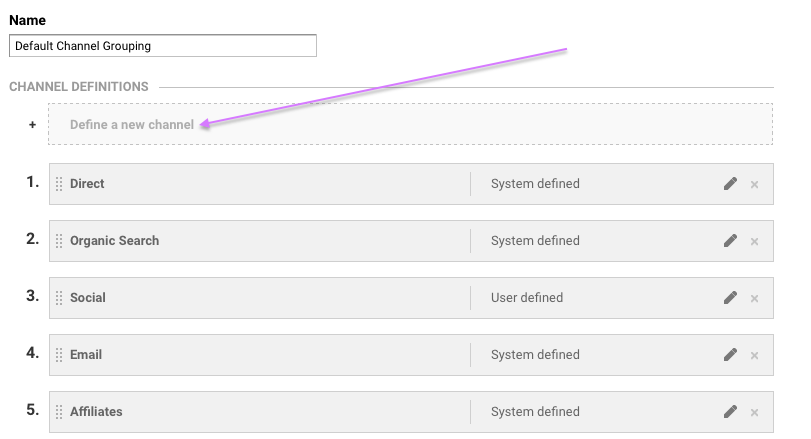 Name
Default Channel Grouping
CHANNEL DEFINITIONS
+ Define a new channel
1. Direct System defined
2. Organic Search System defined
3. Social User defined
4. Email System defined
5. Affiliates System defined